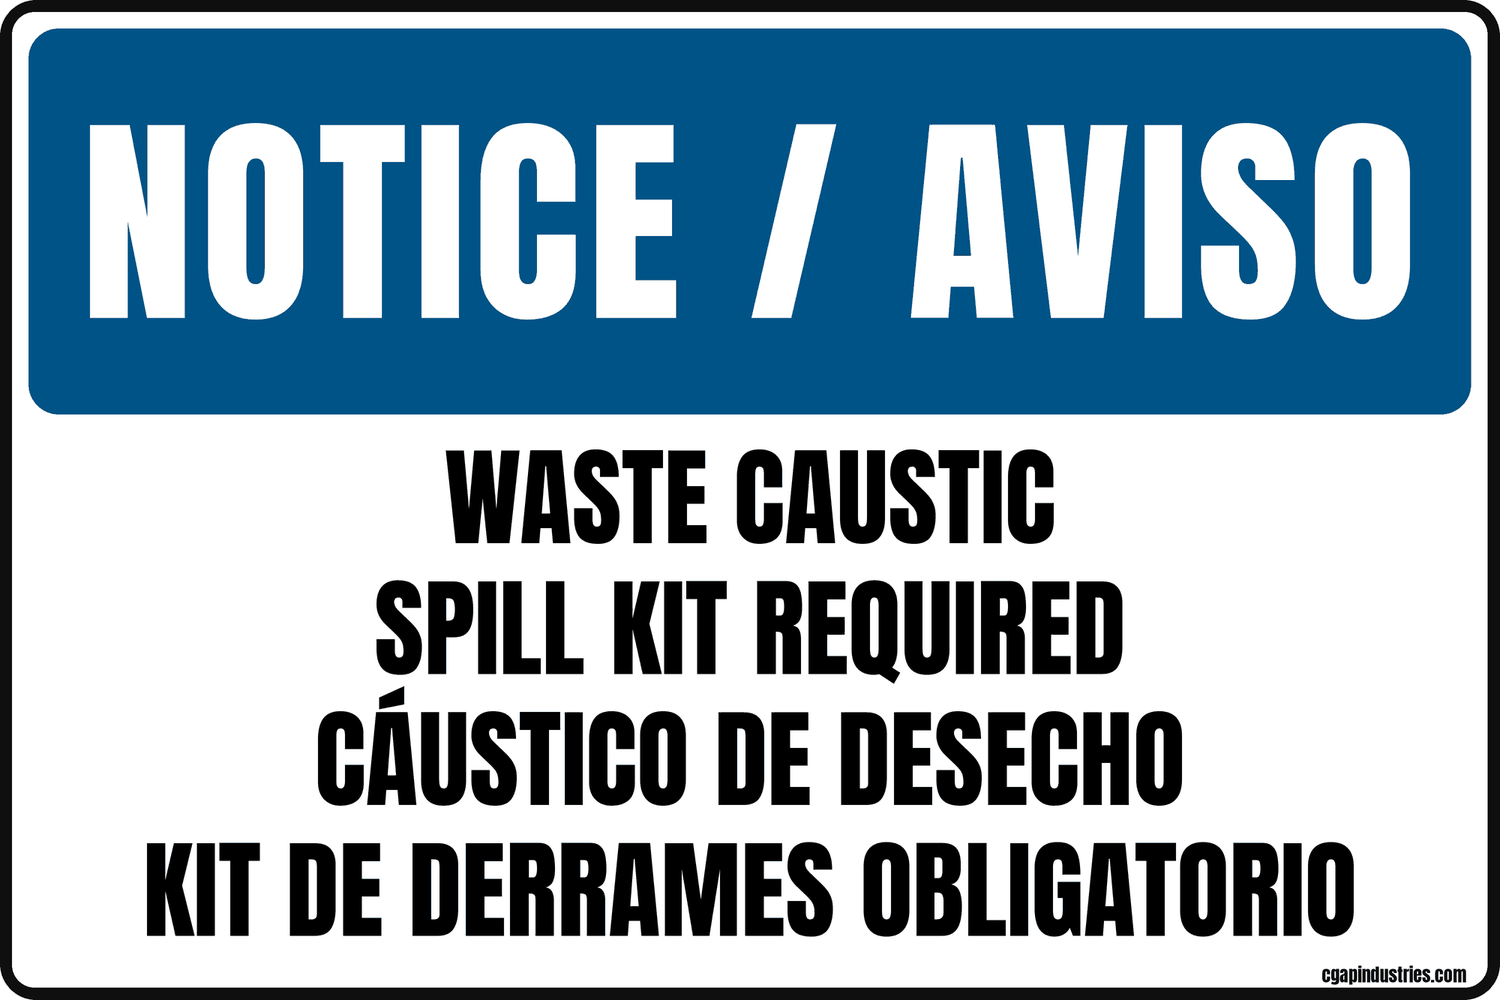 NOTICE / AVISO
WASTE CAUSTIC
SPILL KIT REQUIRED
CÁUSTICO DE DESECHO
KIT DE DERRAMES OBLIGATORIO
cgapindustries.com